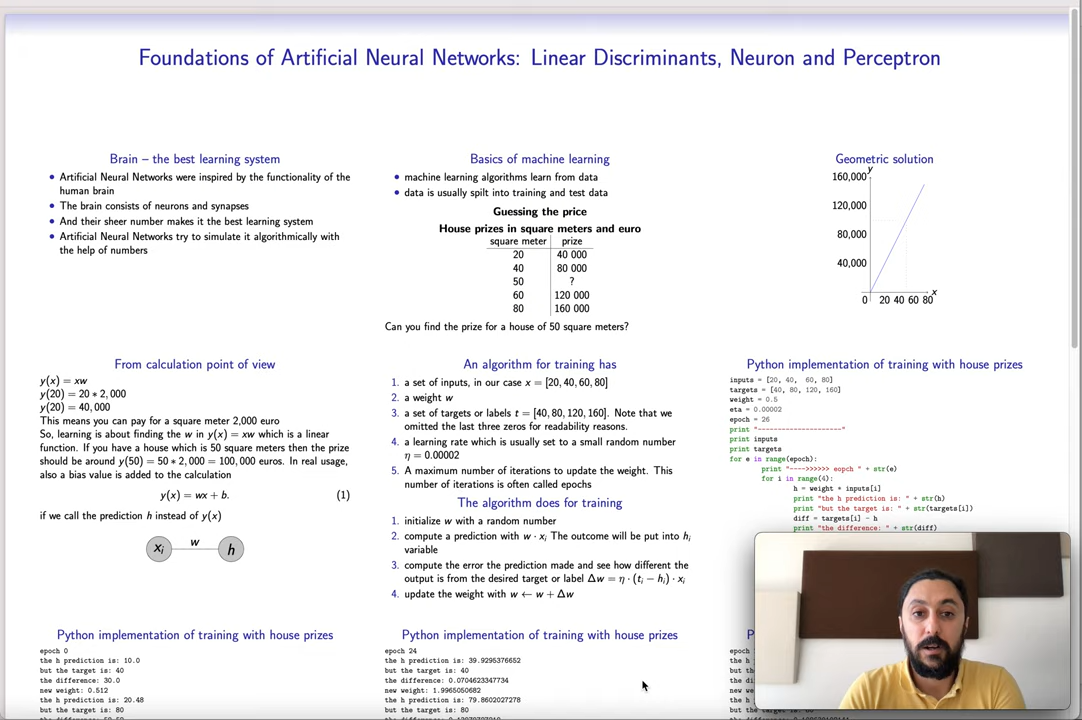 Foundations of Artificial Neural Networks: Linear Discriminants, Neuron and Perceptron
Brain – the best learning system
• Artificial Neural Networks were inspired by the functionality of the
human brain
• The brain consists of neurons and synapses
• And their sheer number makes it the best learning system
• Artificial Neural Networks try to simulate it algorithmically with
the help of numbers
Basics of machine learning
• machine learning algorithms learn from data
• data is usually spilt into training and test data
Guessing the price
House prizes in square meters and euro
square meter prize
20 40 000
40 80 000
50 ?
60 120 000
80 160 000
Can you find the prize for a house of 50 square meters?
Geometric solution
y
160,000
120,000
80,000
40,000
0 20 40 60 80 x
From calculation point of view
y(x) = xw
y(20) = 20 * 2,000
y(20) = 40,000
This means you can pay for a square meter 2,000 euro
So, learning is about finding the w in y(x) = xw which is a linear
function. If you have a house which is 50 square meters then the prize
should be around y(50) = 50 * 2,000 = 100,000 euros. In real usage,
also a bias value is added to the calculation
y(x) = wx + b. (1)
if we call the prediction h instead of y(x)
xᵢ w h
An algorithm for training has
1. a set of inputs, in our case x = [20, 40, 60, 80]
2. a weight w
3. a set of targets or labels t = [40, 80, 120, 160]. Note that we
omitted the last three zeros for readability reasons.
4. a learning rate which is usually set to a small random number
η = 0.00002
5. A maximum number of iterations to update the weight. This
number of iterations is often called epochs
The algorithm does for training
1. initialize w with a random number
2. compute a prediction with w · xᵢ The outcome will be put into hᵢ
variable
3. compute the error the prediction made and see how different the
output is from the desired target or label Δw = η · (tᵢ − hᵢ) · xᵢ
4. update the weight with w ← w + Δw
Python implementation of training with house prizes
inputs = [20, 40, 60, 80]
targets = [40, 80, 120, 160]
weight = 0.5
eta = 0.00002
epoch = 26
print "---------------------"
print inputs
print targets
for e in range(epoch):
print "---->>>>>> eopch " + str(e)
for i in range(4):
h = weight * inputs[i]
print "the h prediction is: " + str(h)
print "but the target is: " + str(targets[i])
diff = targets[i] - h
print "the difference: " + str(diff)
Python implementation of training with house prizes
epoch 0
the h prediction is: 10.0
but the target is: 40
the difference: 30.0
new weight: 0.512
the h prediction is: 20.48
but the target is: 80
Python implementation of training with house prizes
epoch 24
the h prediction is: 39.9295376652
but the target is: 40
the difference: 0.0704623347734
new weight: 1.9965050682
the h prediction is: 79.8602027278
but the target is: 80